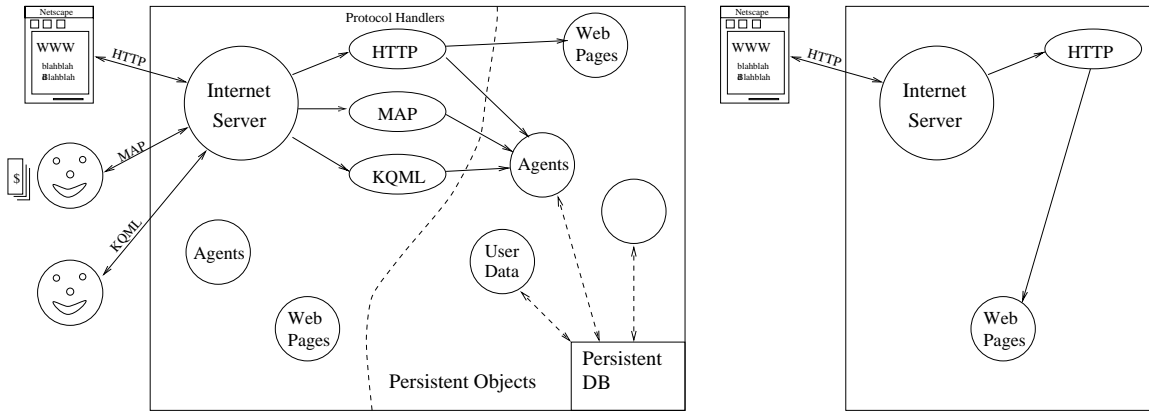 Netscape
WWW
blahblah
Blahblah
HTTP
MAP
$
KQML
Internet
Server
Protocol Handlers
HTTP
MAP
KQML
Web
Pages
Agents
Agents
User
Data
Web
Pages
Persistent Objects
Persistent
DB
Netscape
WWW
blahblah
Blahblah
HTTP
Internet
Server
HTTP
Web
Pages